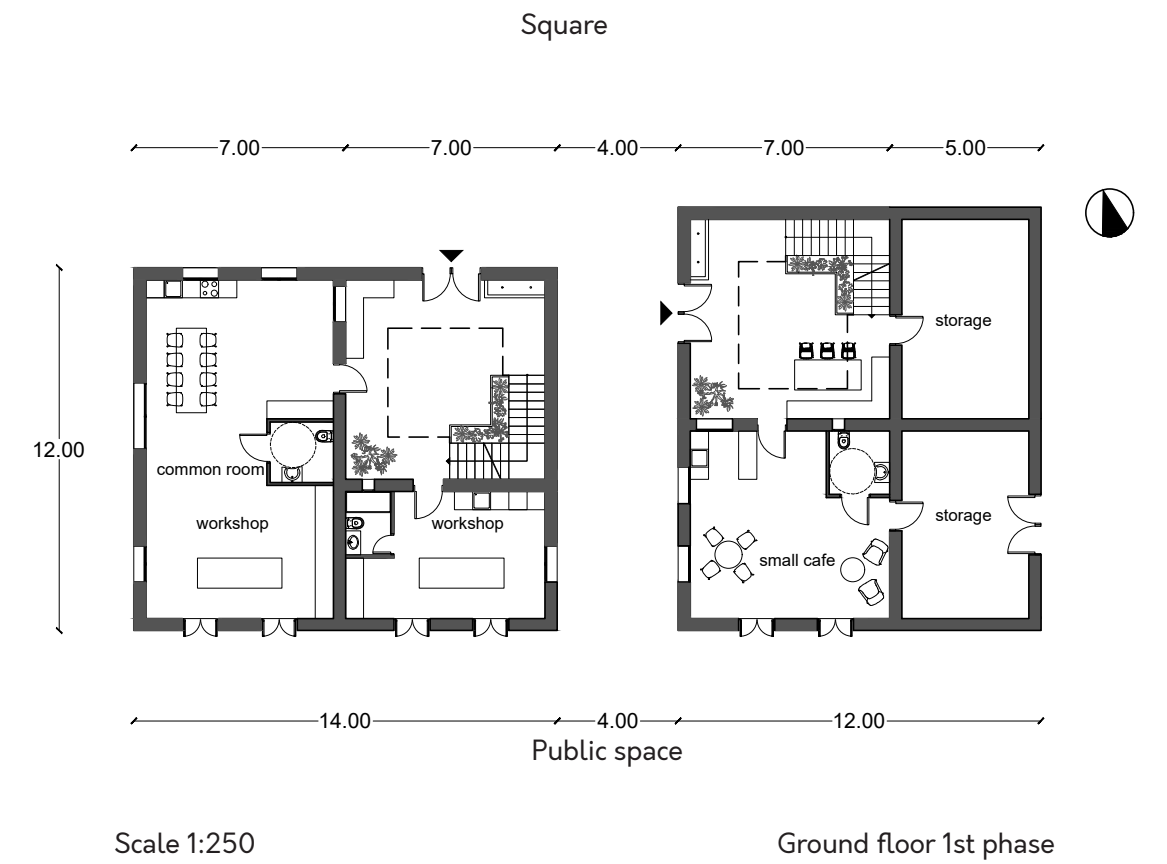 Square
7.00 7.00 4.00 7.00 5.00
12.00
storage
common room
workshop
workshop
storage
small cafe
14.00 4.00 12.00
Public space
Scale 1:250
Ground floor 1st phase